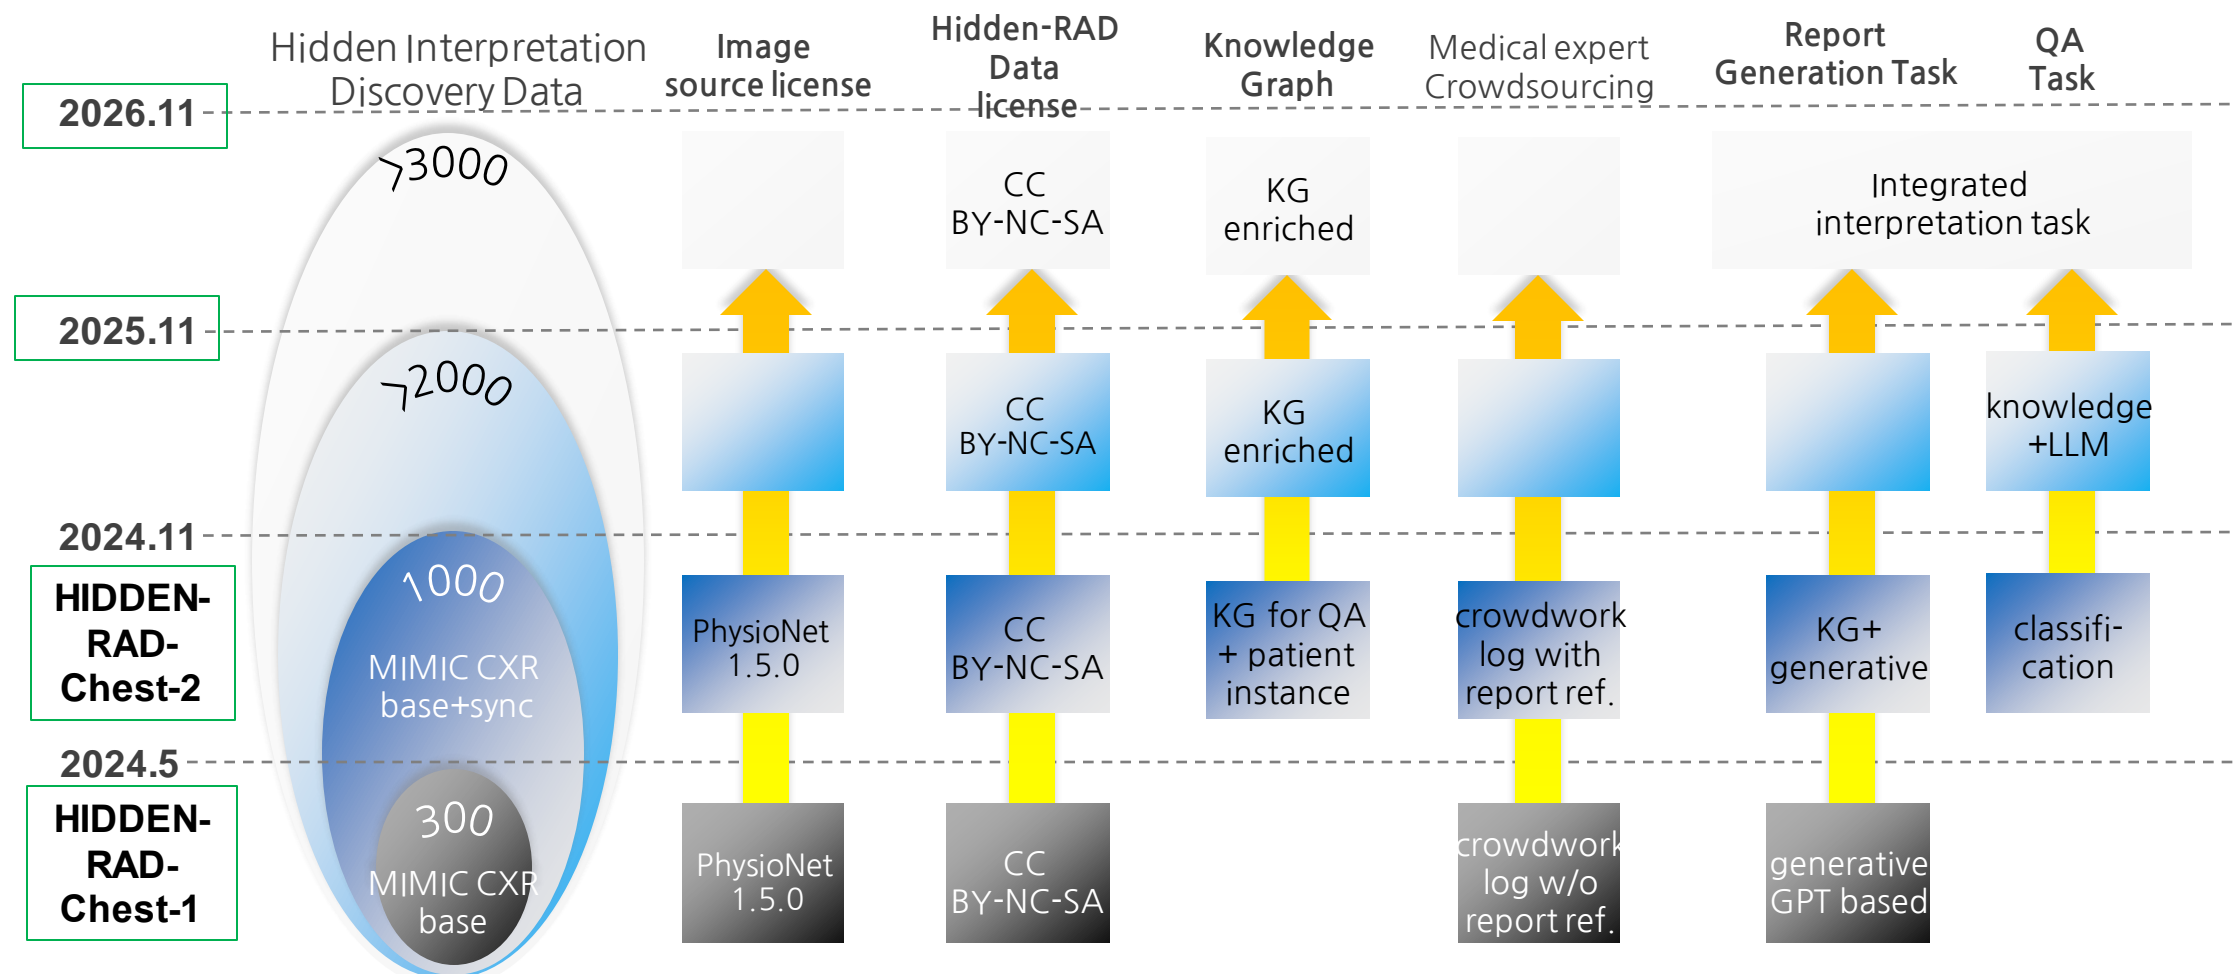 Hidden Interpretation
Discovery Data
Image
source license
Hidden-RAD
Data
license
Knowledge
Graph
Medical expert
Crowdsourcing
Report
Generation Task
QA
Task
2026.11
>3000
CC
BY-NC-SA
KG
enriched
Integrated
interpretation task
2025.11
>2000
CC
BY-NC-SA
KG
enriched
knowledge
+LLM
2024.11
HIDDEN-
RAD-
Chest-2
1000
MIMIC CXR
base+sync
PhysioNet
1.5.0
CC
BY-NC-SA
KG for QA
+ patient
instance
crowdwork
log with
report ref.
KG+
generative
classifi-
cation
2024.5
HIDDEN-
RAD-
Chest-1
300
MIMIC CXR
base
PhysioNet
1.5.0
CC
BY-NC-SA
crowdwork
log w/o
report ref.
generative
GPT based